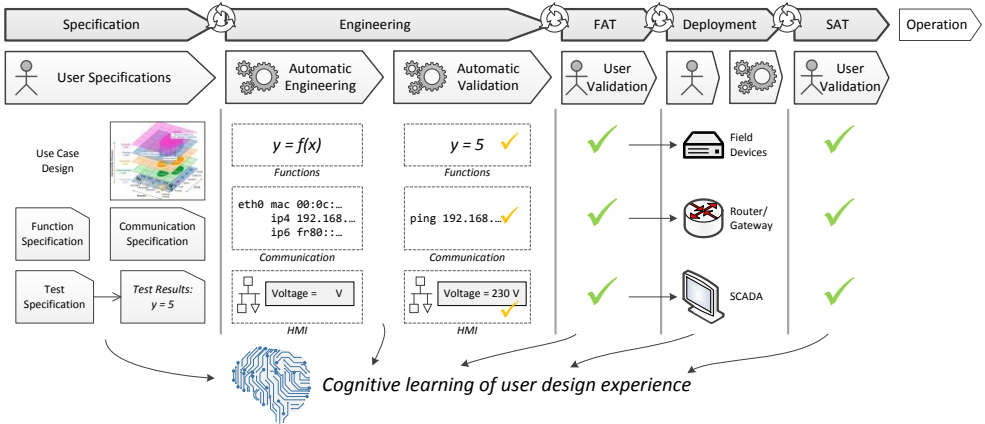 Specification
Engineering
FAT
Deployment
SAT
Operation
User Specifications
Automatic
Engineering
Automatic
Validation
User
Validation
User
Validation
Use Case
Design
y = f(x)
Functions
y = 5
Functions
Field
Devices
Function
Specification
Communication
Specification
eth0 mac 00:0c:…
ip4 192.168.…
ip6 fr80::…
Communication
ping 192.168.…
Communication
Router/
Gateway
Test
Specification
Test Results:
y = 5
Voltage = V
HMI
Voltage = 230 V
HMI
SCADA
Cognitive learning of user design experience